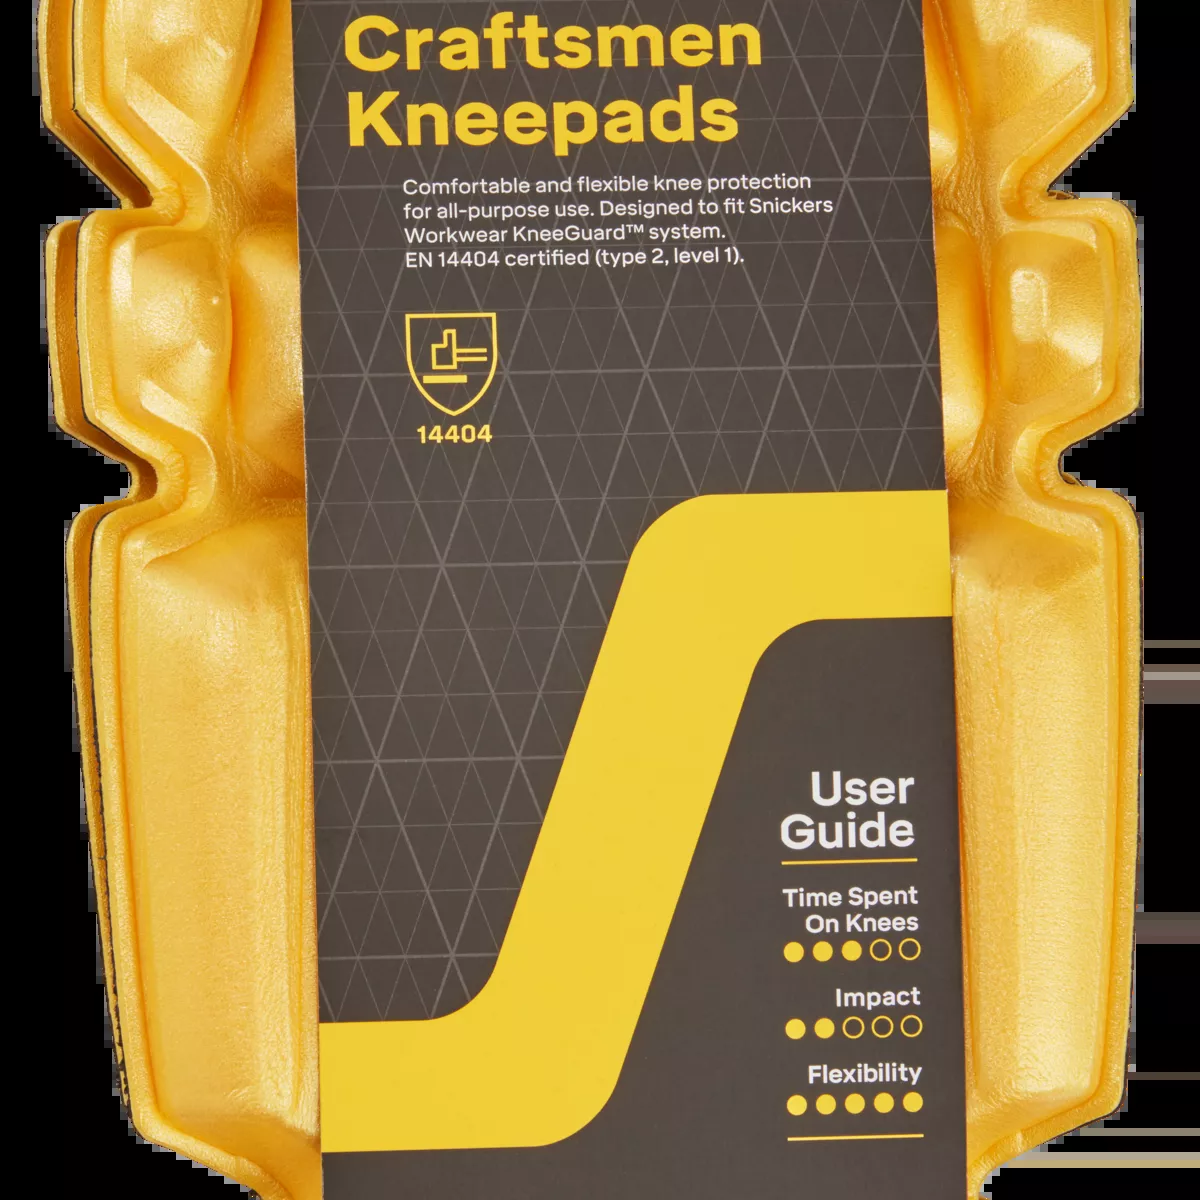 Craftsmen
Kneepads
Comfortable and flexible knee protection
for all-purpose use. Designed to fit Snickers
Workwear KneeGuard™ system.
EN 14404 certified (type 2, level 1).
14404
User
Guide
Time Spent
On Knees
Impact
Flexibility